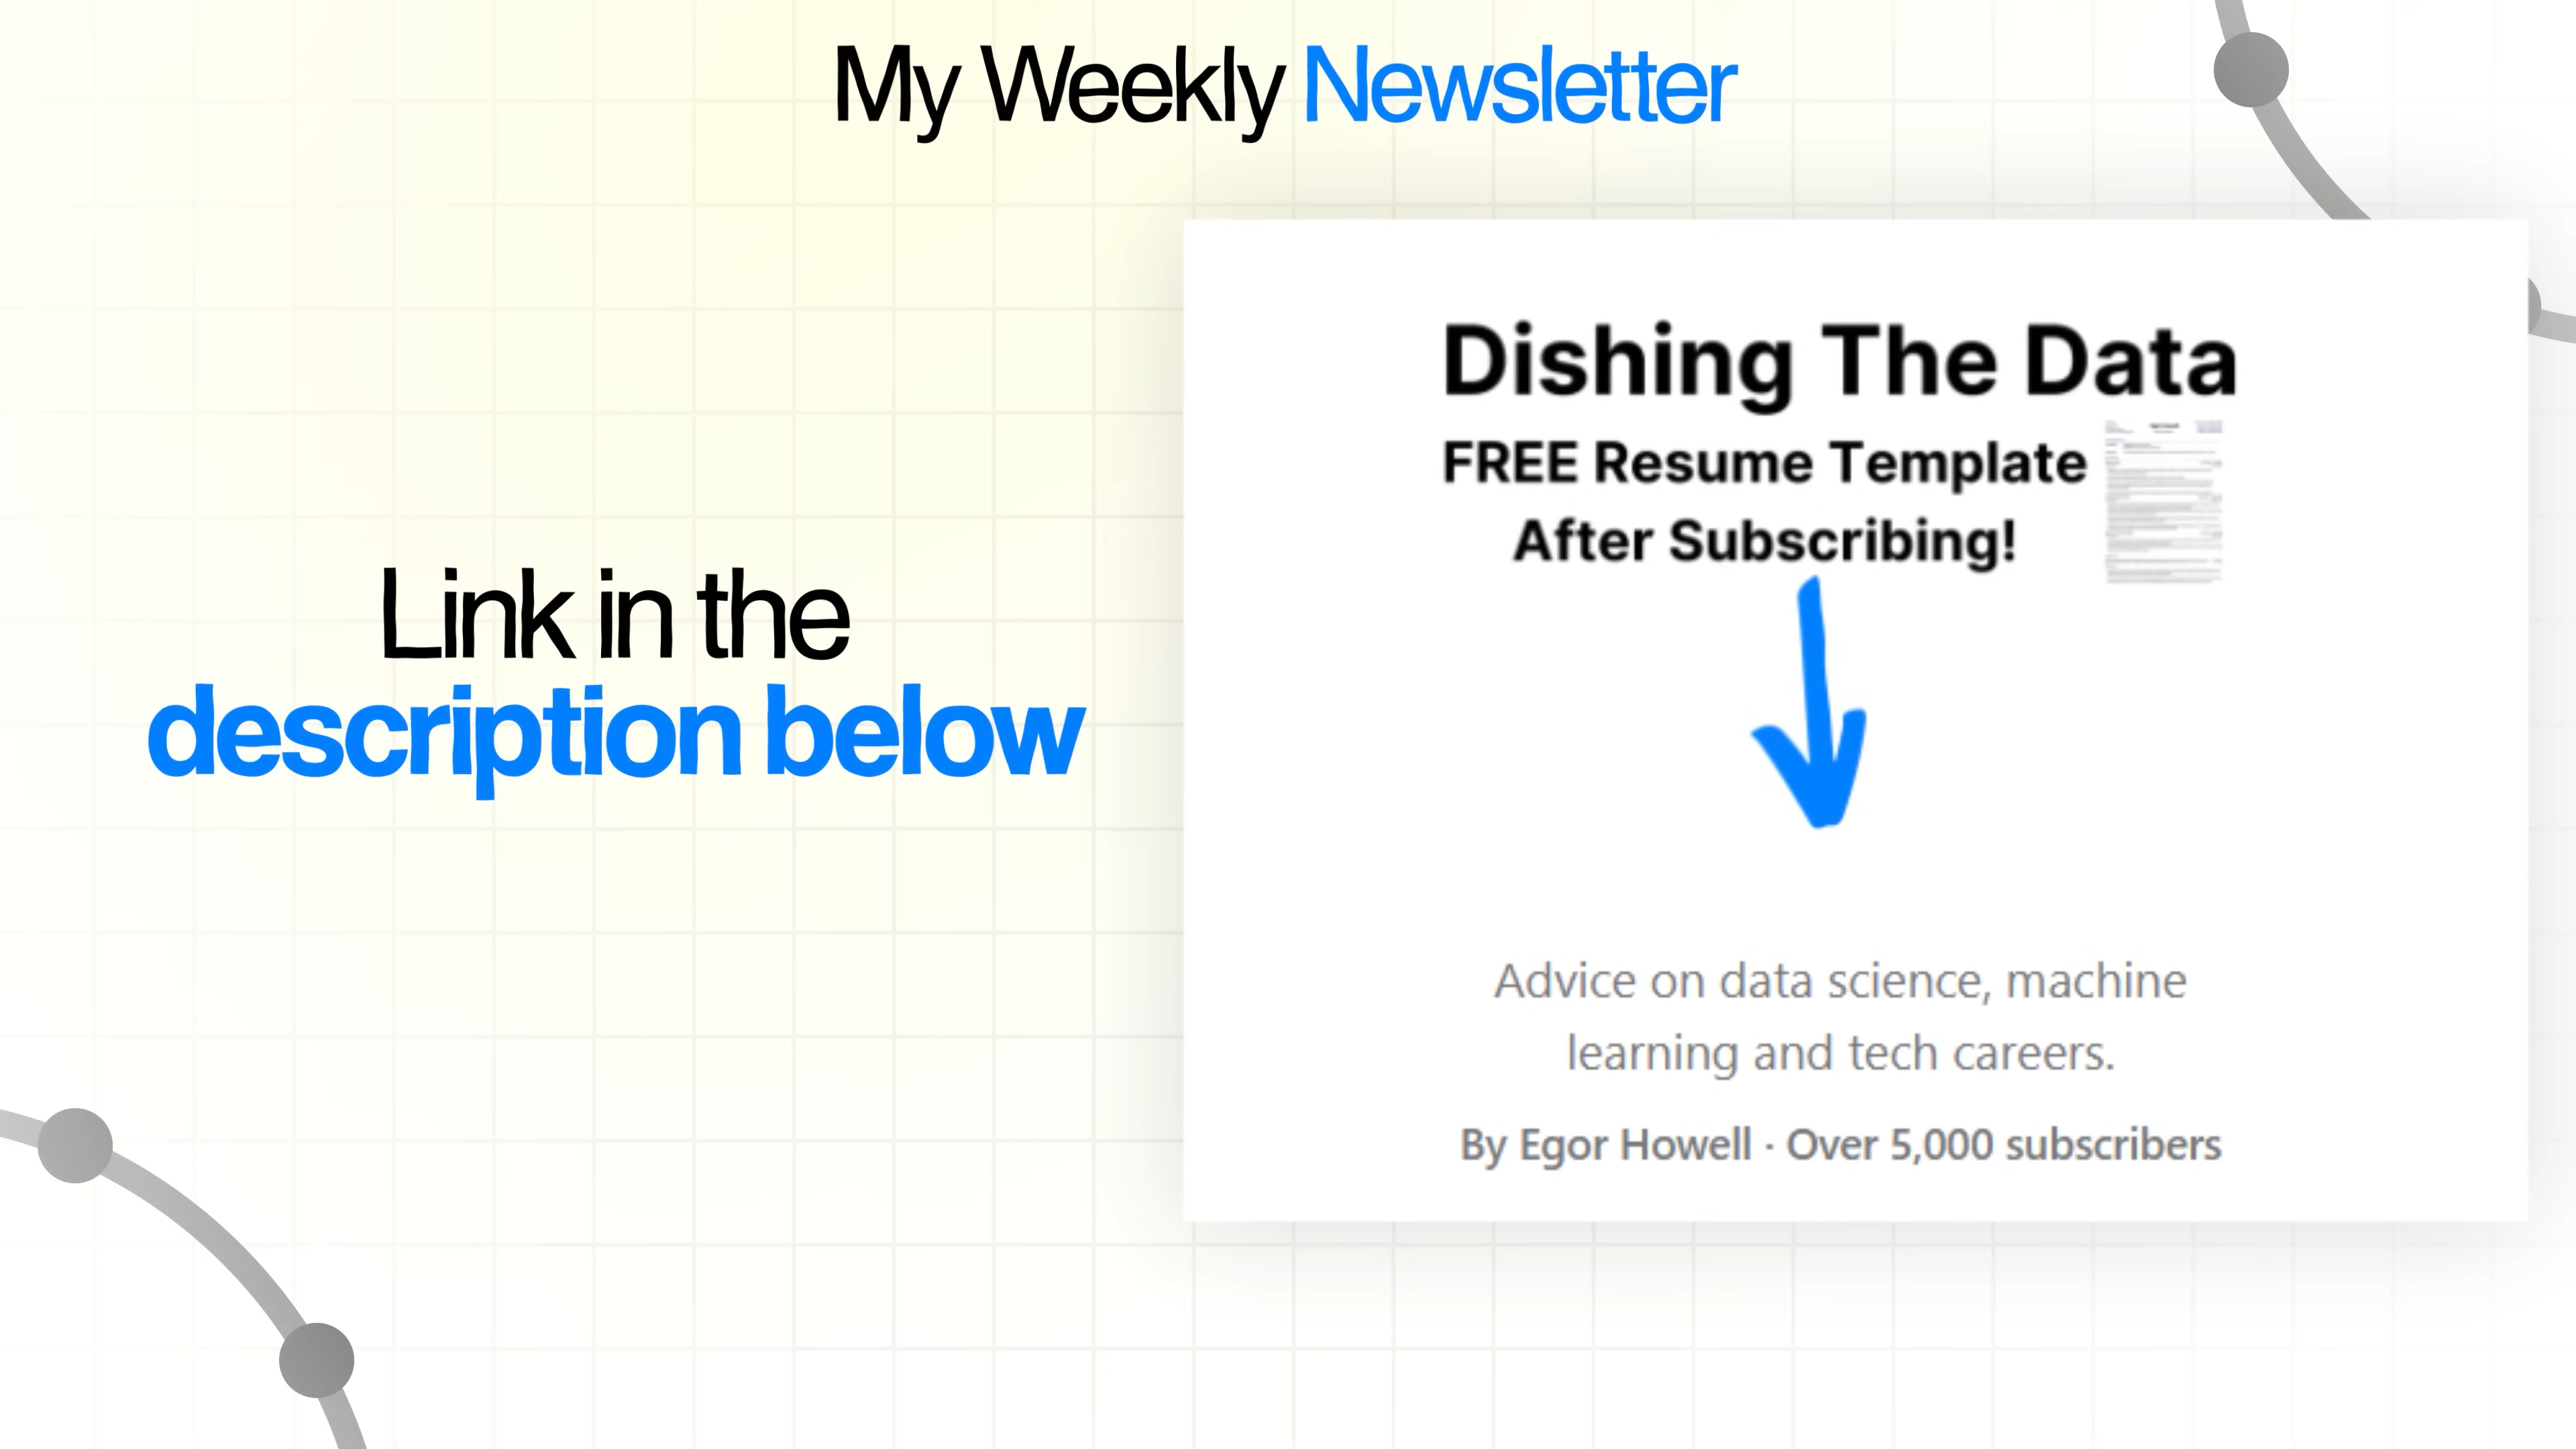 My Weekly Newsletter
Link in the
description below
Dishing The Data
FREE Resume Template
After Subscribing!
Advice on data science, machine
learning and tech careers.
By Egor Howell · Over 5,000 subscribers